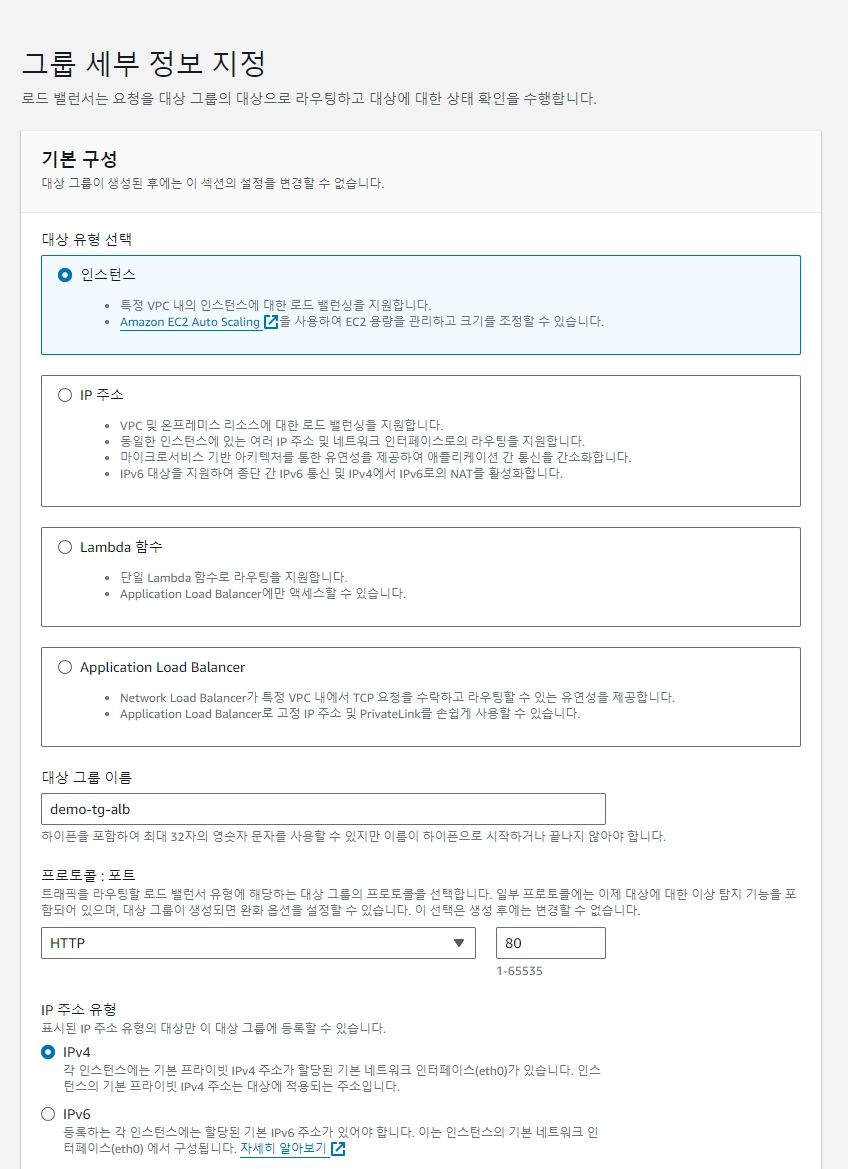 그룹 세부 정보 지정
로드 밸런서는 요청을 대상 그룹의 대상으로 라우팅하고 대상에 대한 상태 확인을 수행합니다.
기본 구성
대상 그룹이 생성된 후에는 이 섹션의 설정을 변경할 수 없습니다.
대상 유형 선택
인스턴스
특정 VPC 내의 인스턴스에 대한 로드 밸런싱을 지원합니다.
Amazon EC2 Auto Scaling을 사용하여 EC2 용량을 관리하고 크기를 조정할 수 있습니다.
IP 주소
VPC 및 온프레미스 리소스에 대한 로드 밸런싱을 지원합니다.
동일한 인스턴스에 있는 여러 IP 주소 및 네트워크 인터페이스로의 라우팅을 지원합니다.
마이크로서비스 기반 아키텍처를 통한 유연성을 제공하여 애플리케이션 간 통신을 간소화합니다.
IPv6 대상을 지원하여 종단 간 IPv6 통신 및 IPv4에서 IPv6로의 NAT를 활성화합니다.
Lambda 함수
단일 Lambda 함수로 라우팅을 지원합니다.
Application Load Balancer에만 액세스할 수 있습니다.
Application Load Balancer
Network Load Balancer가 특정 VPC 내에서 TCP 요청을 수락하고 라우팅할 수 있는 유연성을 제공합니다.
Application Load Balancer로 고정 IP 주소 및 PrivateLink를 손쉽게 사용할 수 있습니다.
대상 그룹 이름
demo-tg-alb
하이픈을 포함하여 최대 32자의 영숫자 문자를 사용할 수 있지만 이름이 하이픈으로 시작하거나 끝나지 않아야 합니다.
프로토콜 : 포트
트래픽을 라우팅할 로드 밸런서 유형에 해당하는 대상 그룹의 프로토콜을 선택합니다. 일부 프로토콜에는 이제 대상에 대한 이상 탐지 기능을 포
함되어 있으며, 대상 그룹이 생성되면 완화 옵션을 설정할 수 있습니다. 이 선택은 생성 후에는 변경할 수 없습니다.
HTTP
80
1-65535
IP 주소 유형
표시된 IP 주소 유형의 대상만 이 대상 그룹에 등록할 수 있습니다.
IPv4
각 인스턴스에는 기본 프라이빗 IPv4 주소가 할당된 기본 네트워크 인터페이스(eth0)가 있습니다. 인스
턴스의 기본 프라이빗 IPv4 주소는 대상에 적용되는 주소입니다.
IPv6
등록하는 각 인스턴스에는 할당된 기본 IPv6 주소가 있어야 합니다. 이는 인스턴스의 기본 네트워크 인
터페이스(eth0) 에서 구성됩니다. 자세히 알아보기